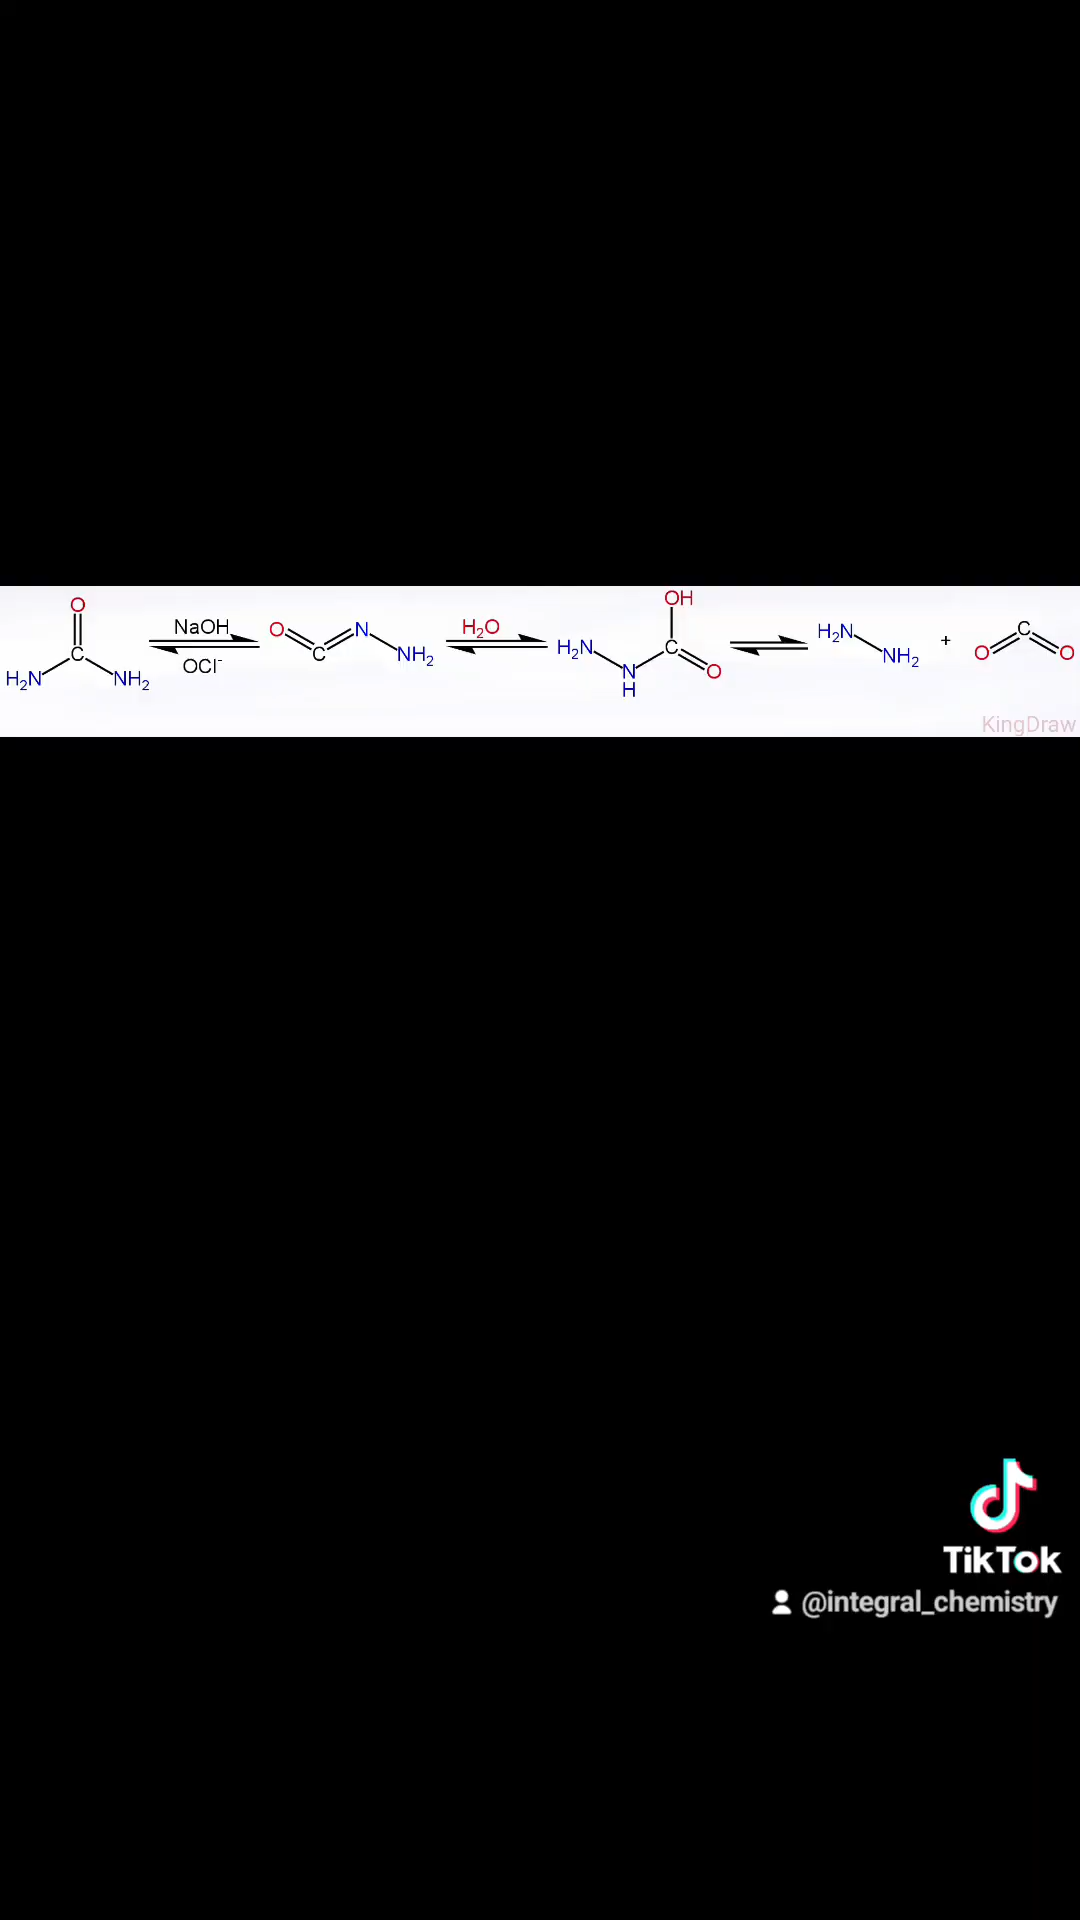 O
C
H₂N
NH₂
NaOH
OCl⁻
O
C
N
NH₂
H₂O
H₂N
N
H
C
OH
O
H₂N
NH₂
+
O
C
O
KingDraw
TikTok
@integral_chemistry